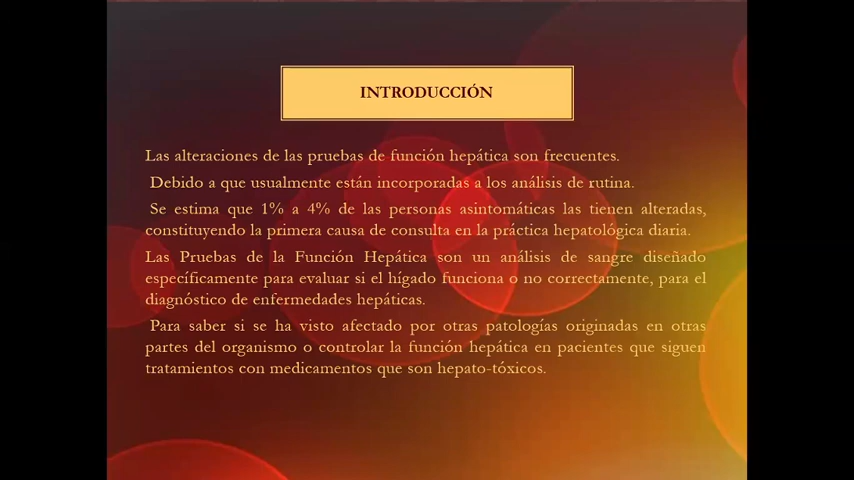 INTRODUCCIÓN
Las alteraciones de las pruebas de función hepática son frecuentes.
Debido a que usualmente están incorporadas a los análisis de rutina.
Se estima que 1% a 4% de las personas asintomáticas las tienen alteradas,
constituyendo la primera causa de consulta en la práctica hepatológica diaria.
Las Pruebas de la Función Hepática son un análisis de sangre diseñado
específicamente para evaluar si el hígado funciona o no correctamente, para el
diagnóstico de enfermedades hepáticas.
Para saber si se ha visto afectado por otras patologías originadas en otras
partes del organismo o controlar la función hepática en pacientes que siguen
tratamientos con medicamentos que son hepato-tóxicos.